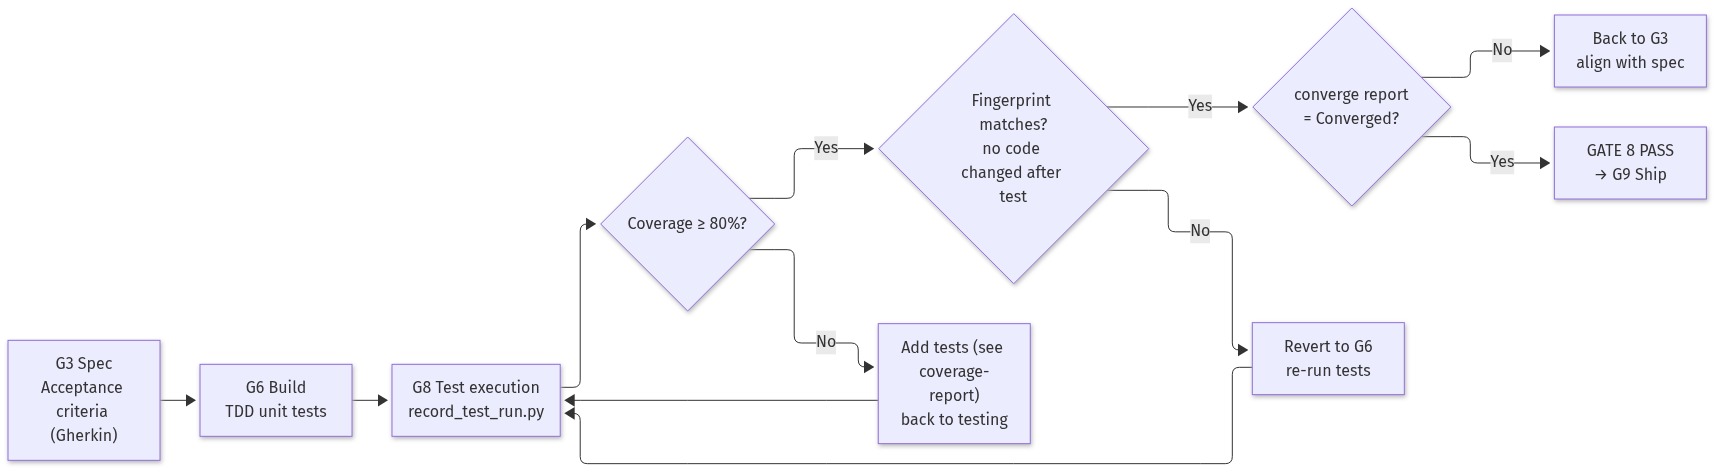 G3 Spec
Acceptance
criteria
(Gherkin)
G6 Build
TDD unit tests
G8 Test execution
record_test_run.py
Coverage ≥ 80%?
Yes
No
Fingerprint
matches?
no code
changed after
test
Add tests (see
coverage-
report)
back to testing
Yes
No
converge report
= Converged?
Revert to G6
re-run tests
No
Yes
Back to G3
align with spec
GATE 8 PASS
→ G9 Ship